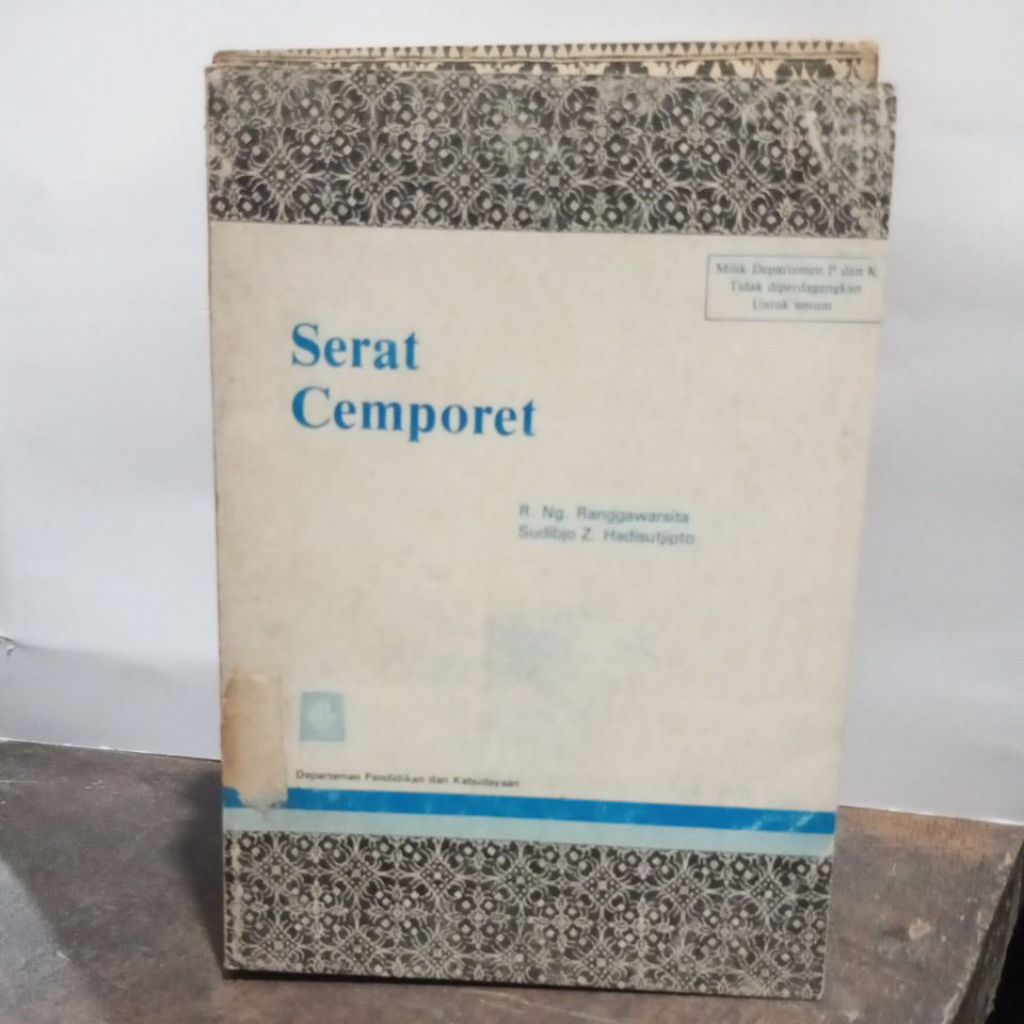 Milik Departemen P dan K
Tidak diperdagangkan
Untuk umum
Serat
Cemporet
R. Ng. Ranggawarsita
Sudibjo Z. Hadisutjipto
Departemen Pendidikan dan Kebudayaan